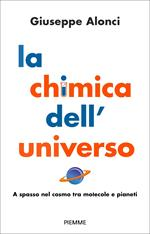 Giuseppe Alonci
la
chimica
dell'
universo
A spasso nel cosmo tra molecole e pianeti
PIEMME